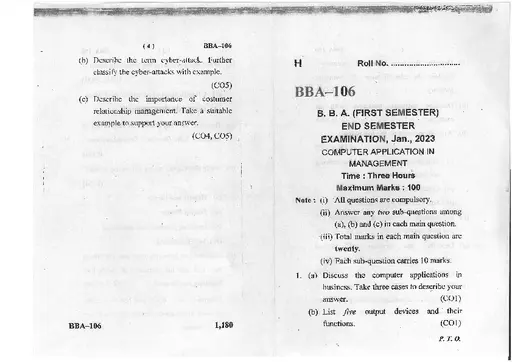 ( 4 ) BBA–106
(b) Describe the term cyber-attack. Further
classify the cyber-attacks with example.
(CO5)
(c) Describe the importance of costumer
relationship management. Take a suitable
example to support your answer.
(CO4, CO5)
BBA–106 1,180
H Roll No. ..............................
BBA–106
B. B. A. (FIRST SEMESTER)
END SEMESTER
EXAMINATION, Jan., 2023
COMPUTER APPLICATION IN
MANAGEMENT
Time : Three Hours
Maximum Marks : 100
Note : (i) All questions are compulsory.
(ii) Answer any two sub-questions among
(a), (b) and (c) in each main question.
(iii) Total marks in each main question are
twenty.
(iv) Each sub-question carries 10 marks.
1. (a) Discuss the computer applications in
business. Take three cases to describe your
answer. (CO1)
(b) List five output devices and their
functions. (CO1)
P. T. O.